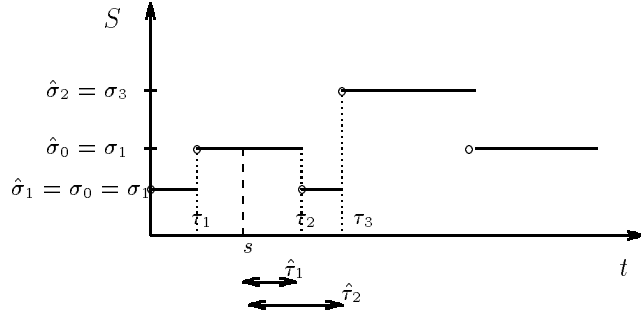 S
σ̂₂ = σ₃
σ̂₀ = σ₁
σ̂₁ = σ₀ = σ₁
τ₁ τ₂ τ₃
s
t
τ̂₁
τ̂₂